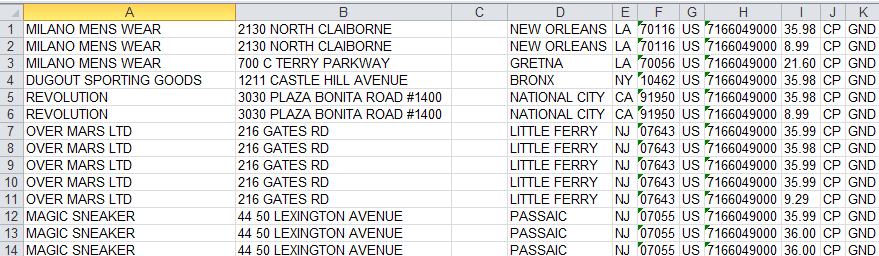 A B C D E F G H I J K
1 MILANO MENS WEAR 2130 NORTH CLAIBORNE NEW ORLEANS LA 70116 US 7166049000 35.98 CP GND
2 MILANO MENS WEAR 2130 NORTH CLAIBORNE NEW ORLEANS LA 70116 US 7166049000 8.99 CP GND
3 MILANO MENS WEAR 700 C TERRY PARKWAY GRETNA LA 70056 US 7166049000 21.60 CP GND
4 DUGOUT SPORTING GOODS 1211 CASTLE HILL AVENUE BRONX NY 10462 US 7166049000 35.98 CP GND
5 REVOLUTION 3030 PLAZA BONITA ROAD #1400 NATIONAL CITY CA 91950 US 7166049000 35.98 CP GND
6 REVOLUTION 3030 PLAZA BONITA ROAD #1400 NATIONAL CITY CA 91950 US 7166049000 8.99 CP GND
7 OVER MARS LTD 216 GATES RD LITTLE FERRY NJ 07643 US 7166049000 35.99 CP GND
8 OVER MARS LTD 216 GATES RD LITTLE FERRY NJ 07643 US 7166049000 35.98 CP GND
9 OVER MARS LTD 216 GATES RD LITTLE FERRY NJ 07643 US 7166049000 35.99 CP GND
10 OVER MARS LTD 216 GATES RD LITTLE FERRY NJ 07643 US 7166049000 35.99 CP GND
11 OVER MARS LTD 216 GATES RD LITTLE FERRY NJ 07643 US 7166049000 9.29 CP GND
12 MAGIC SNEAKER 44 50 LEXINGTON AVENUE PASSAIC NJ 07055 US 7166049000 35.99 CP GND
13 MAGIC SNEAKER 44 50 LEXINGTON AVENUE PASSAIC NJ 07055 US 7166049000 36.00 CP GND
14 MAGIC SNEAKER 44 50 LEXINGTON AVENUE PASSAIC NJ 07055 US 7166049000 36.00 CP GND